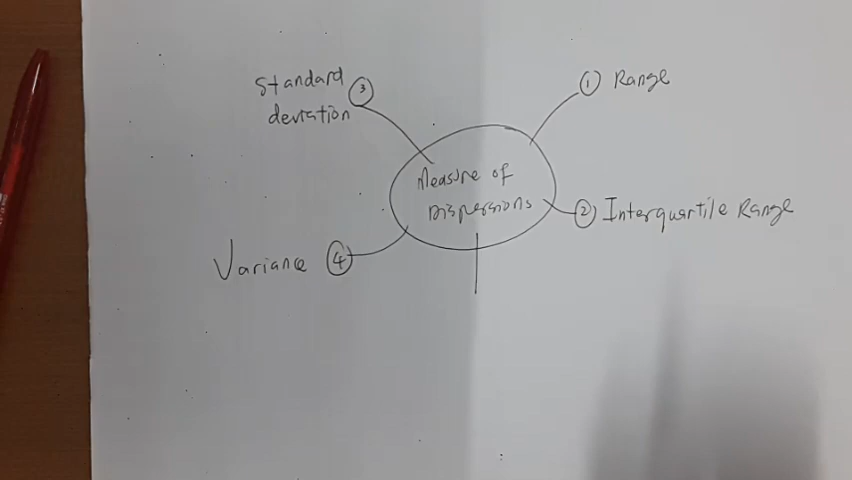 Measure of
Dispersions
① Range
② Interquartile Range
③ Standard
deviation
④ Variance